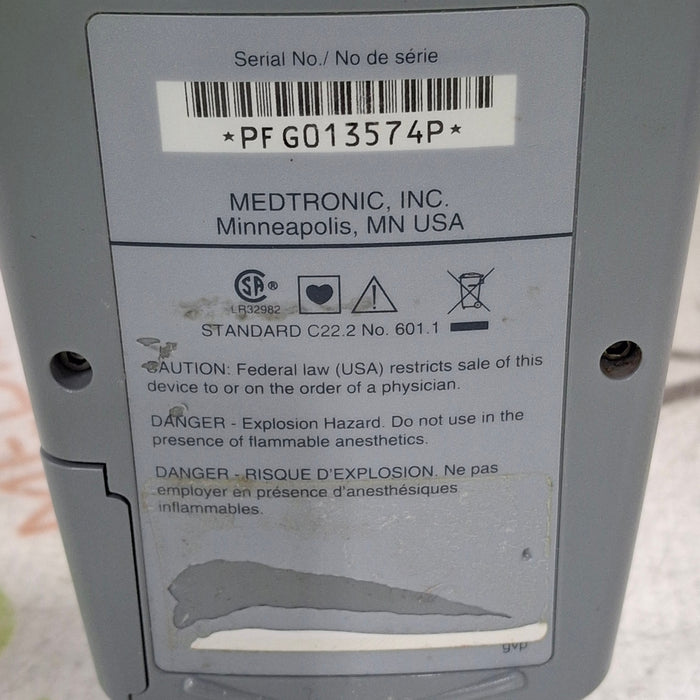 Serial No./ No de série
*PFG013574P*
MEDTRONIC, INC.
Minneapolis, MN USA
SA ®
LR32982
STANDARD C22.2 No. 601.1
CAUTION: Federal law (USA) restricts sale of this
device to or on the order of a physician.
DANGER - Explosion Hazard. Do not use in the
presence of flammable anesthetics.
DANGER - RISQUE D'EXPLOSION. Ne pas
employer en présence d'anesthésiques
inflammables.